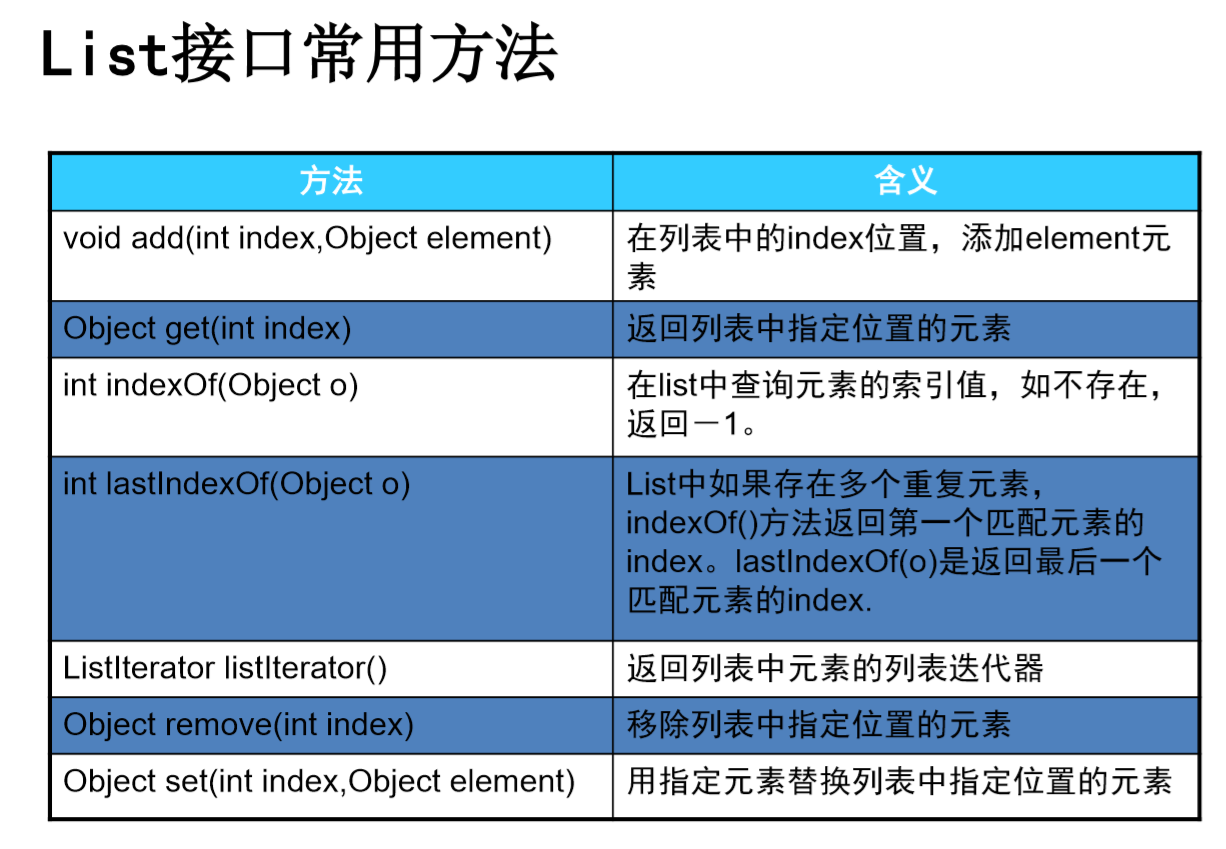 List接口常用方法
方法
含义
void add(int index,Object element)
在列表中的index位置，添加element元
素
Object get(int index)
返回列表中指定位置的元素
int indexOf(Object o)
在list中查询元素的索引值，如不存在，
返回－1。
int lastIndexOf(Object o)
List中如果存在多个重复元素，
indexOf()方法返回第一个匹配元素的
index。lastIndexOf(o)是返回最后一个
匹配元素的index.
ListIterator listIterator()
返回列表中元素的列表迭代器
Object remove(int index)
移除列表中指定位置的元素
Object set(int index,Object element)
用指定元素替换列表中指定位置的元素